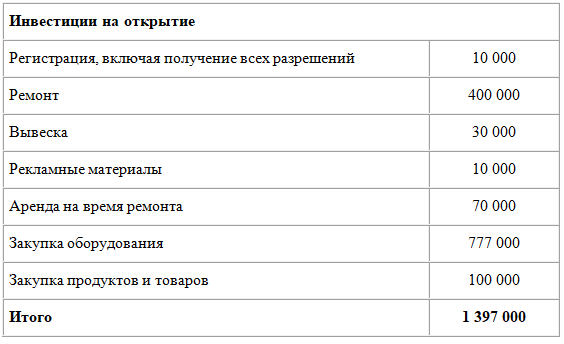 Инвестиции на открытие
Регистрация, включая получение всех разрешений 10 000
Ремонт 400 000
Вывеска 30 000
Рекламные материалы 10 000
Аренда на время ремонта 70 000
Закупка оборудования 777 000
Закупка продуктов и товаров 100 000
Итого 1 397 000